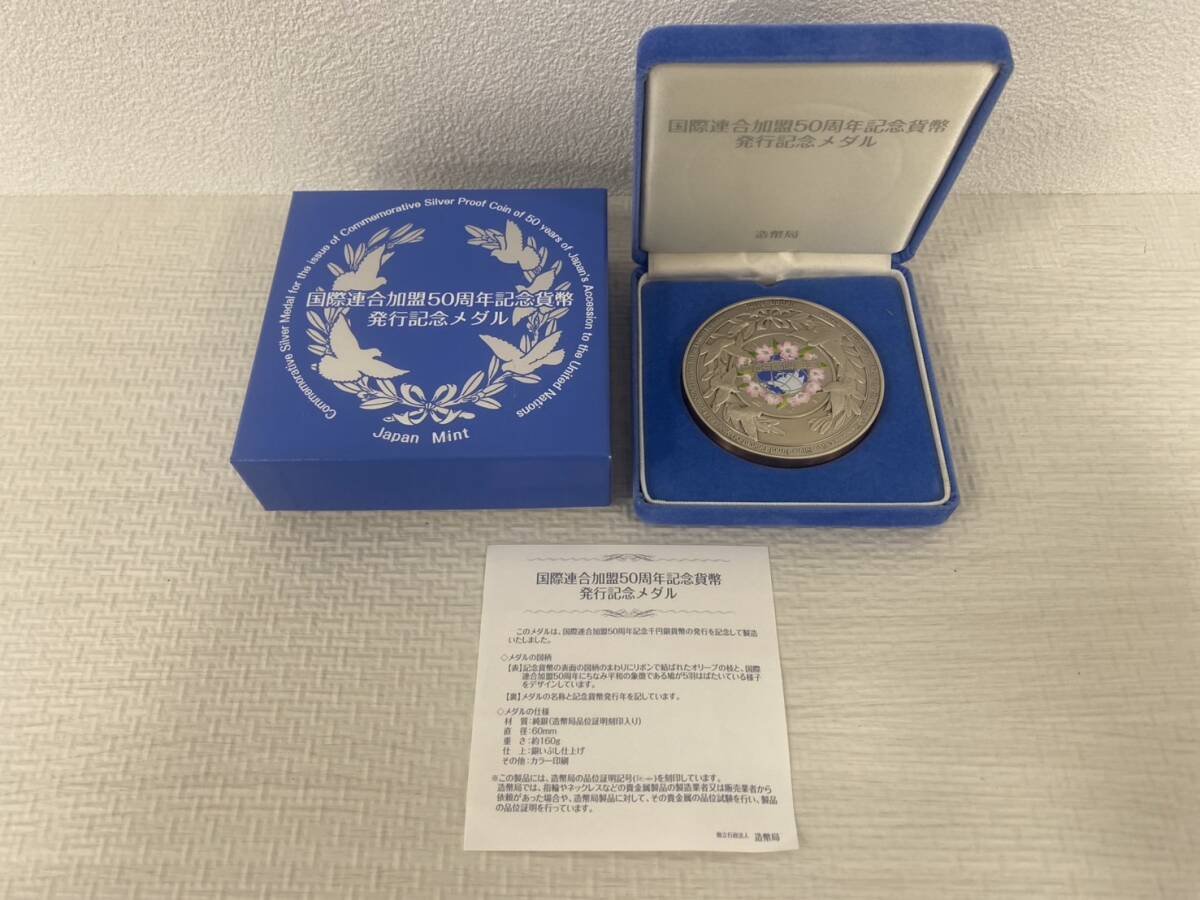 Commemorative Silver Medal for the issue of Commemorative Silver Proof Coin of 50 years of Japan's Accession to the United Nations
国際連合加盟50周年記念貨幣
発行記念メダル
Japan Mint
国際連合加盟50周年記念貨幣
発行記念メダル
造幣局
国際連合加盟50周年記念貨幣
発行記念メダル
このメダルは、国際連合加盟50周年記念千円銀貨幣の発行を記念して製造
いたしました。
◇メダルの図柄
【表】記念貨幣の表面の図柄のまわりにリボンで結ばれたオリーブの枝と、国際
連合加盟50周年にちなみ平和の象徴である鳩が5羽はばたいている様子
をデザインしています。
【裏】メダルの名称と記念貨幣発行年を記しています。
◇メダルの仕様
材 質：純銀(造幣局品位証明刻印入り)
直 径：60mm
重 さ：約160g
仕 上：銀いぶし仕上げ
その他：カラー印刷
※この製品には、造幣局の品位証明記号を刻印しています。
造幣局では、指輪やネックレスなどの貴金属製品の製造業者又は販売業者から
依頼があった場合や、造幣局製品に対して、その貴金属の品位試験を行い、製品
の品位証明を行っています。
独立行政法人 造幣局